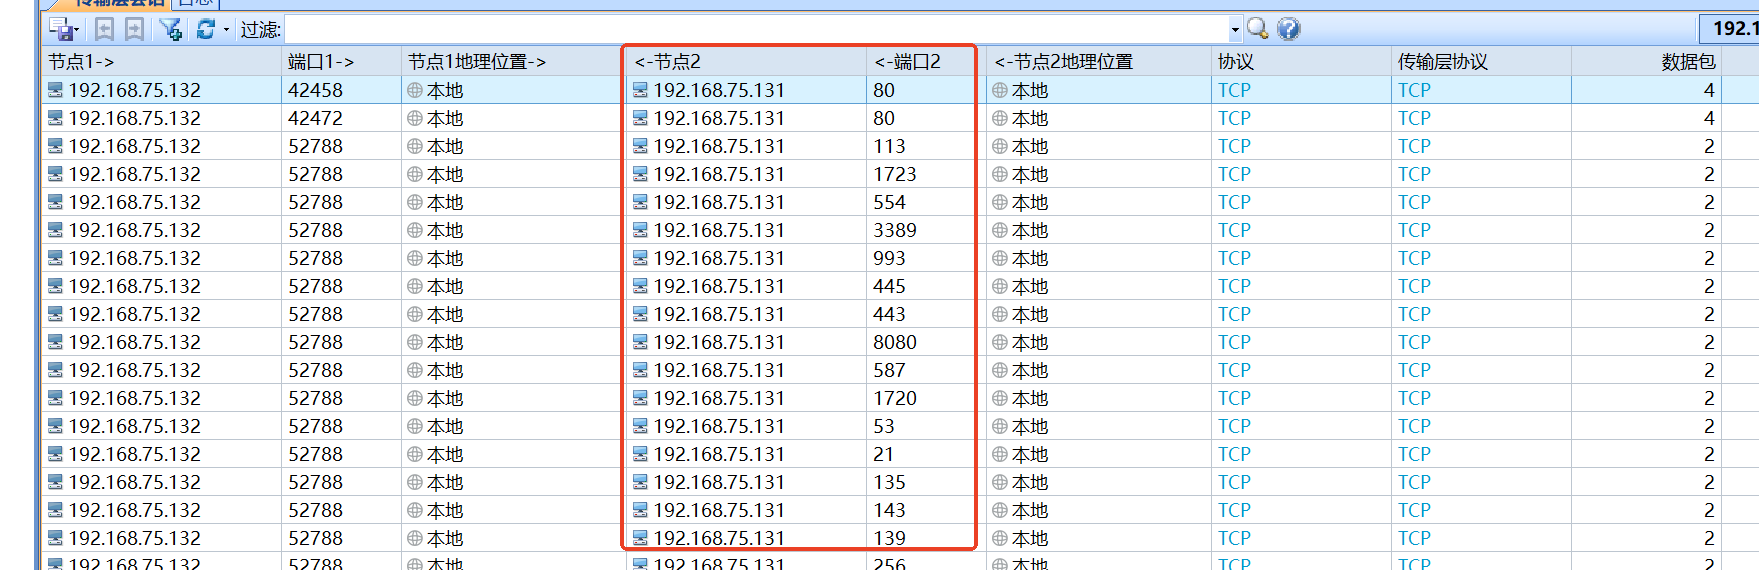 传输层会话 日志
过滤: 192.1
节点1-> 端口1-> 节点1地理位置-> <-节点2 <-端口2 <-节点2地理位置 协议 传输层协议 数据包
192.168.75.132 42458 本地 192.168.75.131 80 本地 TCP TCP 4
192.168.75.132 42472 本地 192.168.75.131 80 本地 TCP TCP 4
192.168.75.132 52788 本地 192.168.75.131 113 本地 TCP TCP 2
192.168.75.132 52788 本地 192.168.75.131 1723 本地 TCP TCP 2
192.168.75.132 52788 本地 192.168.75.131 554 本地 TCP TCP 2
192.168.75.132 52788 本地 192.168.75.131 3389 本地 TCP TCP 2
192.168.75.132 52788 本地 192.168.75.131 993 本地 TCP TCP 2
192.168.75.132 52788 本地 192.168.75.131 445 本地 TCP TCP 2
192.168.75.132 52788 本地 192.168.75.131 443 本地 TCP TCP 2
192.168.75.132 52788 本地 192.168.75.131 8080 本地 TCP TCP 2
192.168.75.132 52788 本地 192.168.75.131 587 本地 TCP TCP 2
192.168.75.132 52788 本地 192.168.75.131 1720 本地 TCP TCP 2
192.168.75.132 52788 本地 192.168.75.131 53 本地 TCP TCP 2
192.168.75.132 52788 本地 192.168.75.131 21 本地 TCP TCP 2
192.168.75.132 52788 本地 192.168.75.131 135 本地 TCP TCP 2
192.168.75.132 52788 本地 192.168.75.131 143 本地 TCP TCP 2
192.168.75.132 52788 本地 192.168.75.131 139 本地 TCP TCP 2
192.168.75.132 52788 本地 192.168.75.131 256 本地 TCP TCP 2